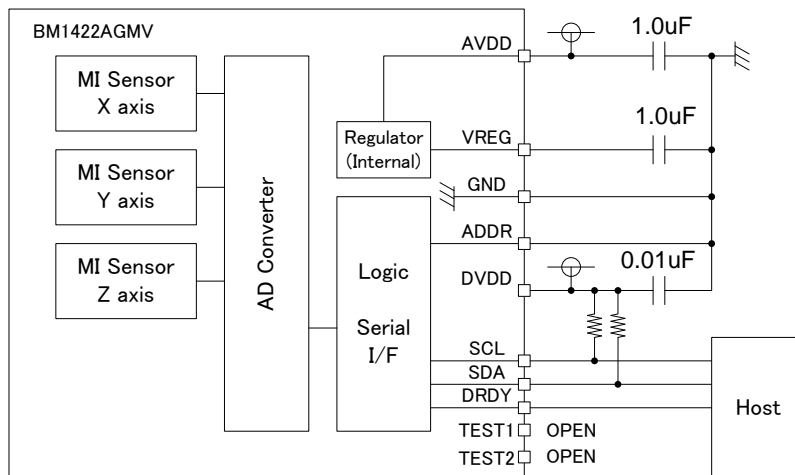 BM1422AGMV
MI Sensor
X axis
MI Sensor
Y axis
MI Sensor
Z axis
AD Converter
Regulator
(Internal)
Logic
Serial
I/F
AVDD
1.0uF
VREG
1.0uF
GND
ADDR
DVDD
0.01uF
SCL
SDA
DRDY
TEST1 OPEN
TEST2 OPEN
Host